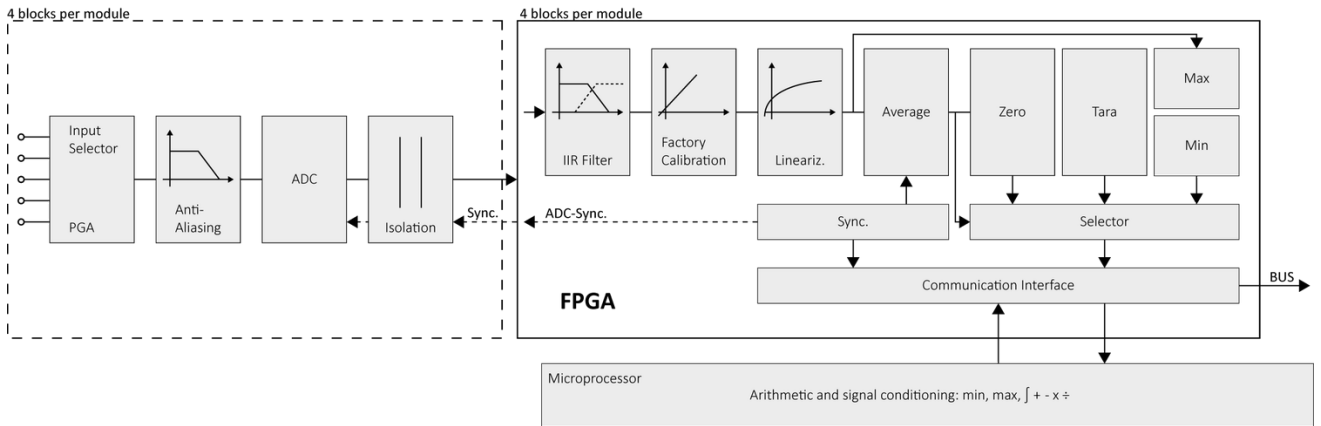 4 blocks per module
4 blocks per module
Input
Selector
PGA
Anti-
Aliasing
ADC
Isolation
Sync.
ADC-Sync.
IIR Filter
Factory
Calibration
Lineariz.
Average
Zero
Tara
Max
Min
Sync.
Selector
Communication Interface
BUS
FPGA
Microprocessor
Arithmetic and signal conditioning: min, max, ∫ + - x ÷